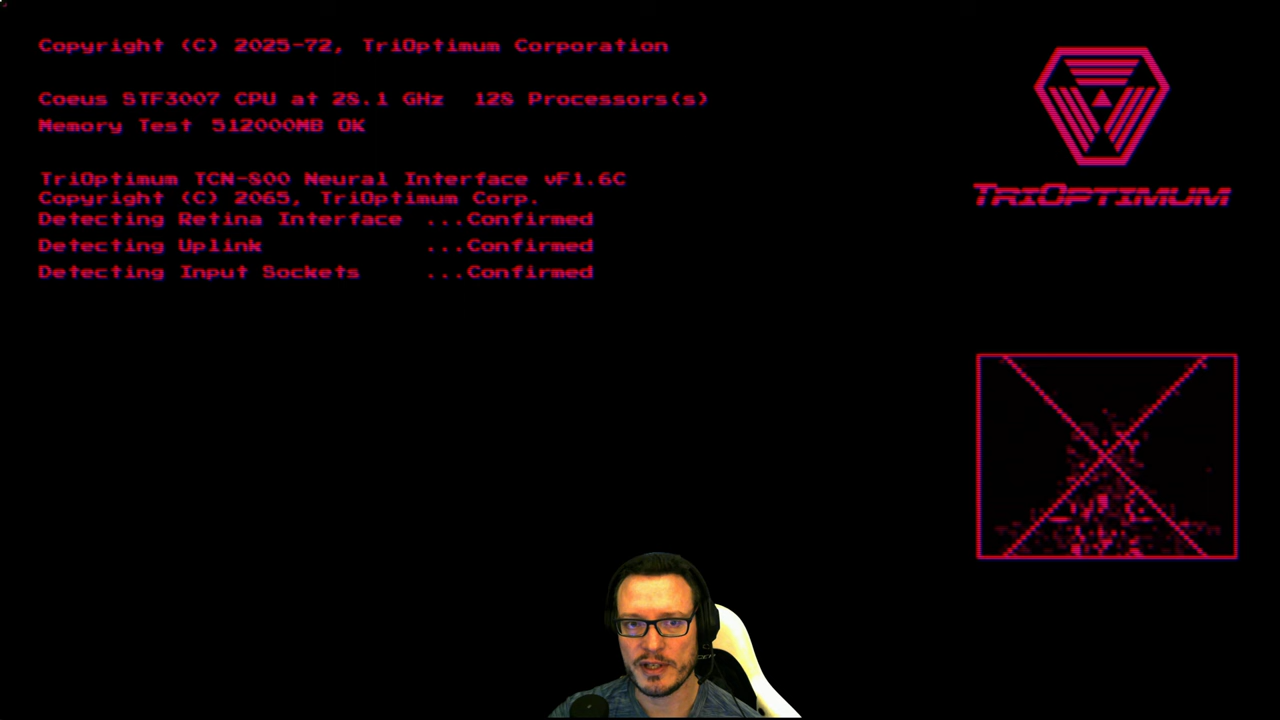 Copyright (C) 2025-72, TriOptimum Corporation
Coeus STF3007 CPU at 28.1 GHz 128 Processors(s)
Memory Test 512000MB OK
TriOptimum TCN-800 Neural Interface vF1.6C
Copyright (C) 2065, TriOptimum Corp.
Detecting Retina Interface ...Confirmed
Detecting Uplink ...Confirmed
Detecting Input Sockets ...Confirmed
TRIOPTIMUM